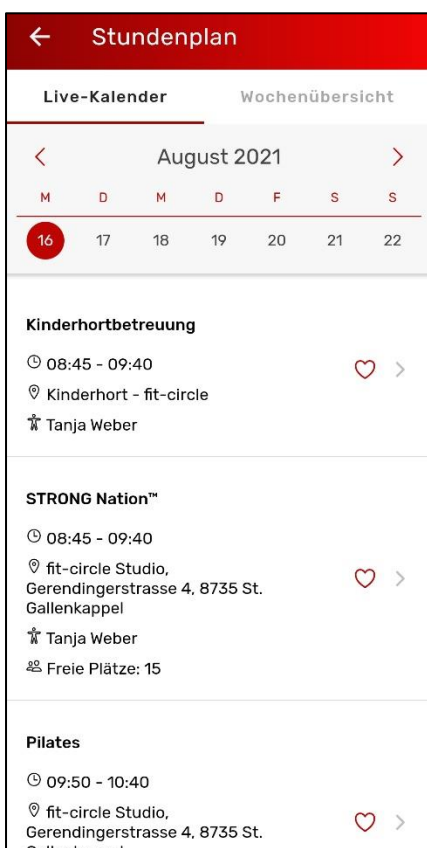 Stundenplan
Live-Kalender Wochenübersicht
August 2021
M D M D F S S
16 17 18 19 20 21 22
Kinderhortbetreuung
08:45 - 09:40
Kinderhort - fit-circle
Tanja Weber
STRONG Nation™
08:45 - 09:40
fit-circle Studio,
Gerendingerstrasse 4, 8735 St.
Gallenkappel
Tanja Weber
Freie Plätze: 15
Pilates
09:50 - 10:40
fit-circle Studio,
Gerendingerstrasse 4, 8735 St.